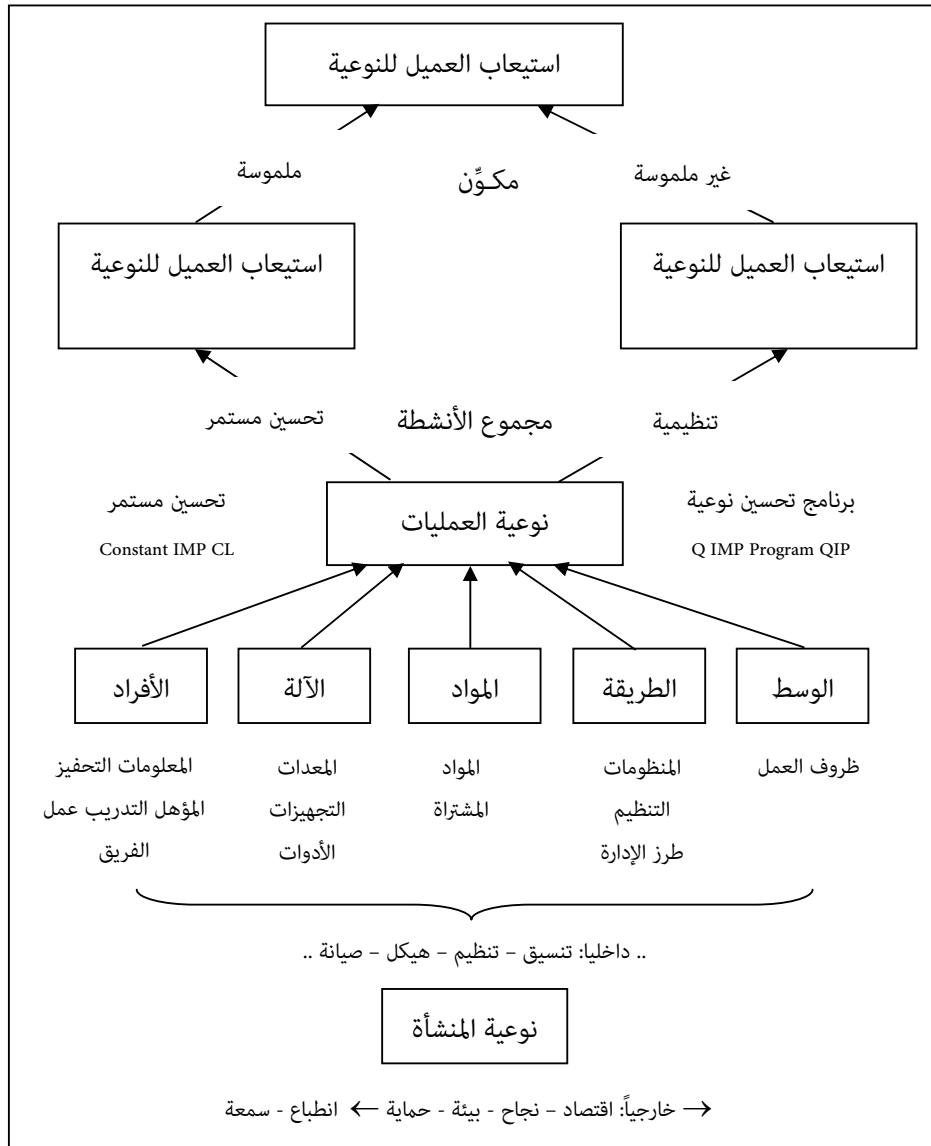 استيعاب العميل للنوعية
غير ملموسة
مكوِّن
ملموسة
استيعاب العميل للنوعية
استيعاب العميل للنوعية
تنظيمية
مجموع الأنشطة
تحسين مستمر
برنامج تحسين نوعية
Q IMP Program QIP
نوعية العمليات
تحسين مستمر
Constant IMP CL
الوسط
الطريقة
المواد
الآلة
الأفراد
ظروف العمل
المنظومات
التنظيم
طرز الإدارة
المواد
المشتراة
المعدات
التجهيزات
الأدوات
المعلومات التحفيز
المؤهل التدريب عمل
الفريق
.. داخليا: تنسيق – تنظيم – هيكل – صيانة ..
نوعية المنشأة
→ خارجياً: اقتصاد – نجاح - بيئة - حماية ← انطباع - سمعة